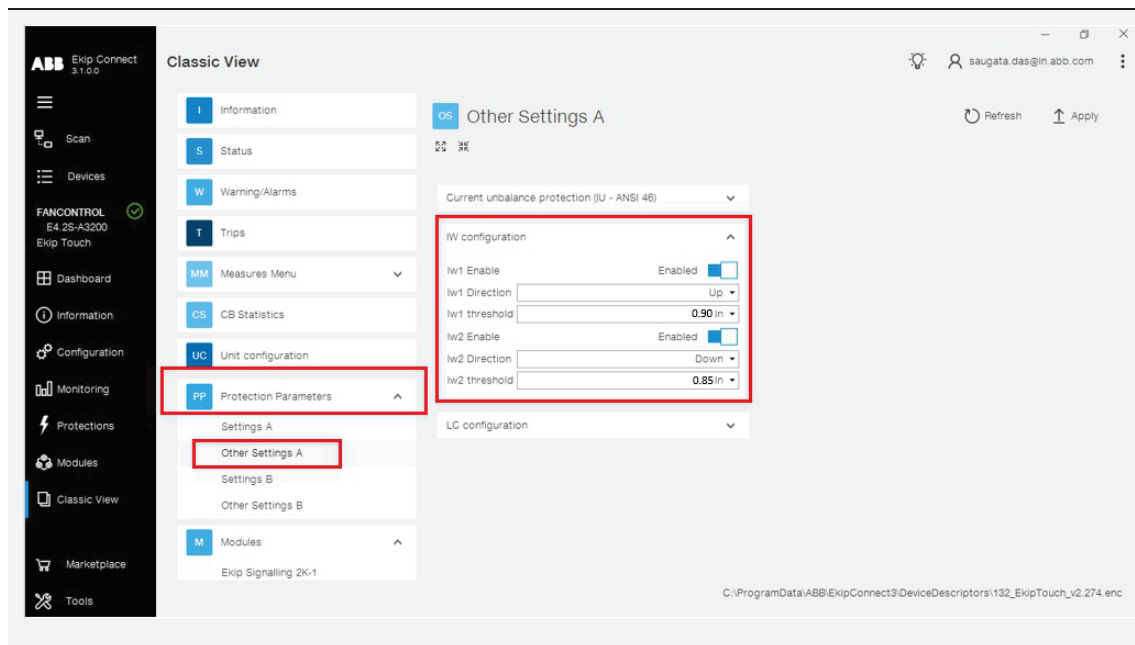 ABB Ekip Connect
3.1.0.0
Classic View
saugata.das@in.abb.com
Scan
Devices
FANCONTROL
E4.2S-A3200
Ekip Touch
Dashboard
Information
Configuration
Monitoring
Protections
Modules
Classic View
Marketplace
Tools
I Information
S Status
W Warning/Alarms
T Trips
MM Measures Menu
CS CB Statistics
UC Unit configuration
PP Protection Parameters
Settings A
Other Settings A
Settings B
Other Settings B
M Modules
Ekip Signalling 2K-1
OS Other Settings A
Refresh
Apply
Current unbalance protection (IU - ANSI 46)
IW configuration
Iw1 Enable Enabled
Iw1 Direction Up
Iw1 threshold 0.90 In
Iw2 Enable Enabled
Iw2 Direction Down
Iw2 threshold 0.85 In
LC configuration
C:\ProgramData\ABB\EkipConnect3\DeviceDescriptors\132_EkipTouch_v2.274.enc